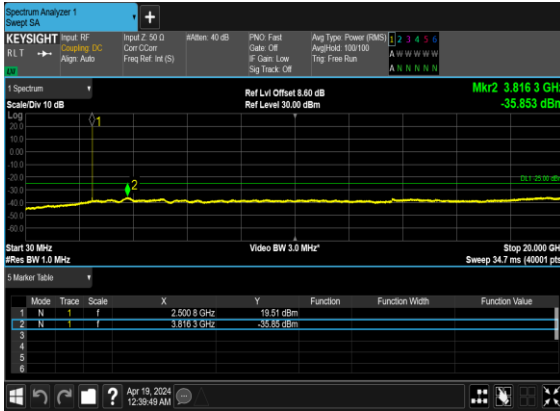 Spectrum Analyzer 1
Swept SA
+
KEYSIGHT
RLT
Input: RF
Coupling: DC
Align: Auto
Input Z: 50 Ω
Corr CCorr
Freq Ref: Int (S)
#Atten: 40 dB
PNO: Fast
Gate: Off
IF Gain: Low
Sig Track: Off
Avg Type: Power (RMS)
Avg|Hold: 100/100
Trig: Free Run
1 2 3 4 5 6
A W W W W W
A N N N N N
1 Spectrum
Scale/Div 10 dB
Ref Lvl Offset 8.60 dB
Ref Level 30.00 dBm
Mkr2 3.816 3 GHz
-35.853 dBm
Log
20.0
10.0
0.00
-10.0
-20.0
-30.0
-40.0
-50.0
-60.0
1
2
DL1 -25.00 dBm
Start 30 MHz
#Res BW 1.0 MHz
Video BW 3.0 MHz*
Stop 20.000 GHz
Sweep 34.7 ms (40001 pts)
5 Marker Table
Mode Trace Scale X Y Function Function Width Function Value
1 N 1 f 2.500 8 GHz 19.51 dBm
2 N 1 f 3.816 3 GHz -35.85 dBm
3
4
5
6
?
Apr 19, 2024
12:39:49 AM